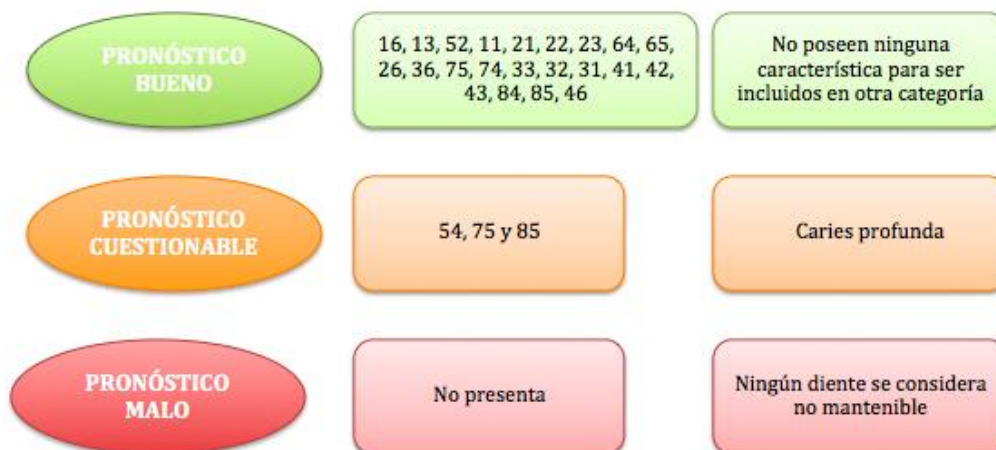 PRONÓSTICO
BUENO
16, 13, 52, 11, 21, 22, 23, 64, 65,
26, 36, 75, 74, 33, 32, 31, 41, 42,
43, 84, 85, 46
No poseen ninguna
característica para ser
incluidos en otra categoría
PRONÓSTICO
CUESTIONABLE
54, 75 y 85
Caries profunda
PRONÓSTICO
MALO
No presenta
Ningún diente se considera
no mantenible